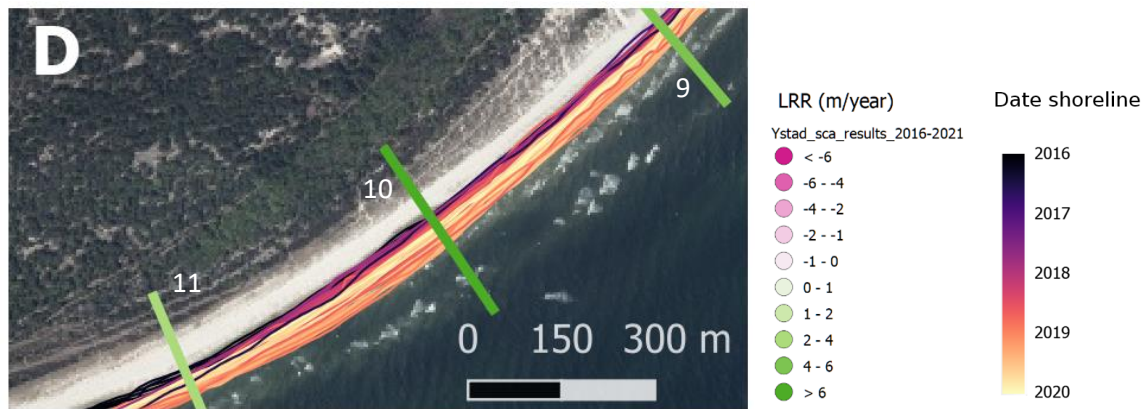 D
9
10
11
0 150 300 m
LRR (m/year)
Ystad_sca_results_2016-2021
< -6
-6 - -4
-4 - -2
-2 - -1
-1 - 0
0 - 1
1 - 2
2 - 4
4 - 6
> 6
Date shoreline
2016
2017
2018
2019
2020